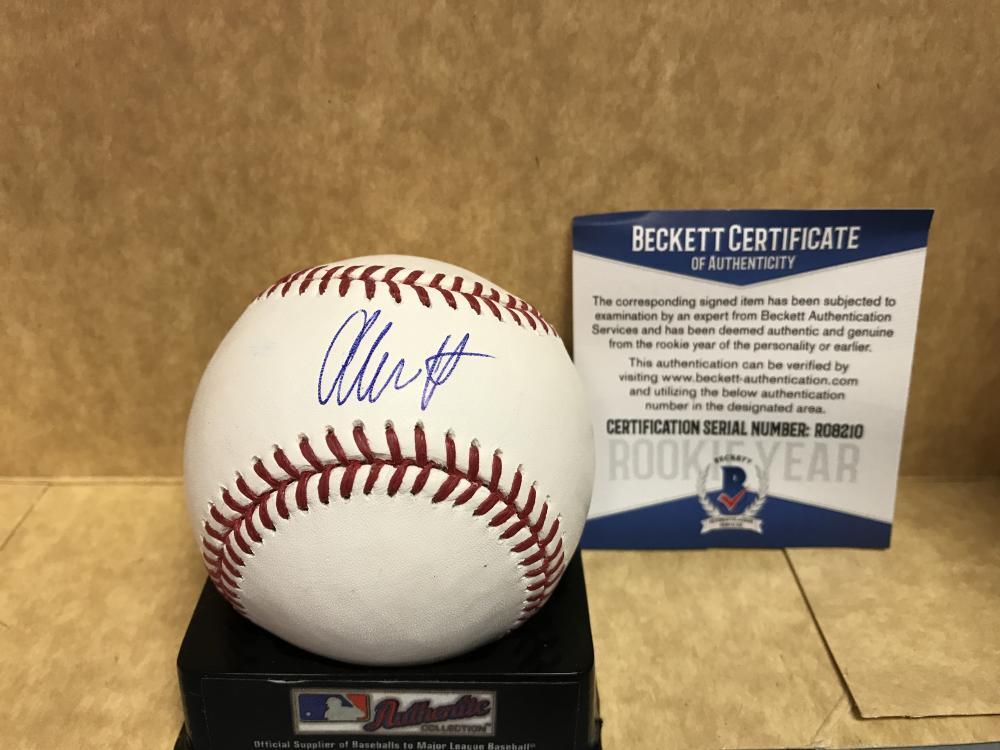 BECKETT CERTIFICATE
OF AUTHENTICITY
The corresponding signed item has been subjected to
examination by an expert from Beckett Authentication
Services and has been deemed authentic and genuine
from the rookie year of the personality or earlier.
This authentication can be verified by
visiting www.beckett-authentication.com
and utilizing the below authentication
number in the designated area.
CERTIFICATION SERIAL NUMBER: R08210
ROOKIE YEAR
BECKETT
B
Authentic
COLLECTION
Official Supplier of Baseballs to Major League Baseball®